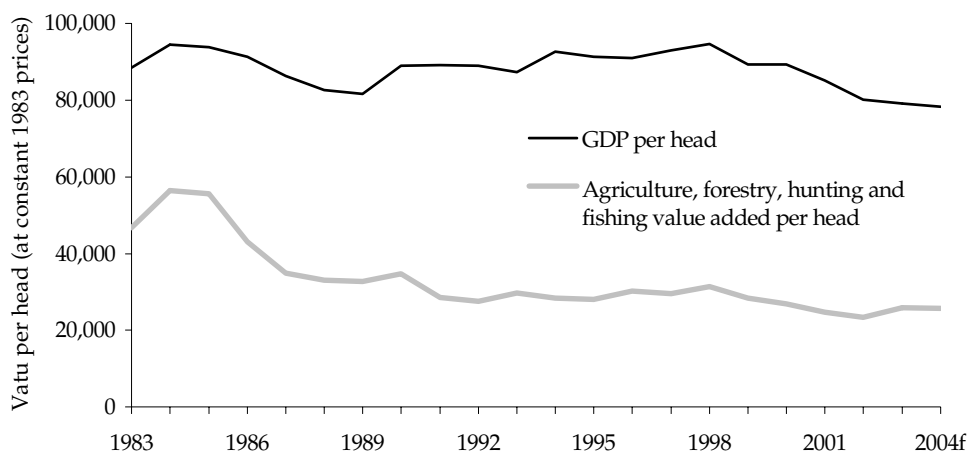 Vatu per head (at constant 1983 prices)
100,000
80,000
60,000
40,000
20,000
0
GDP per head
Agriculture, forestry, hunting and
fishing value added per head
1983
1986
1989
1992
1995
1998
2001
2004f